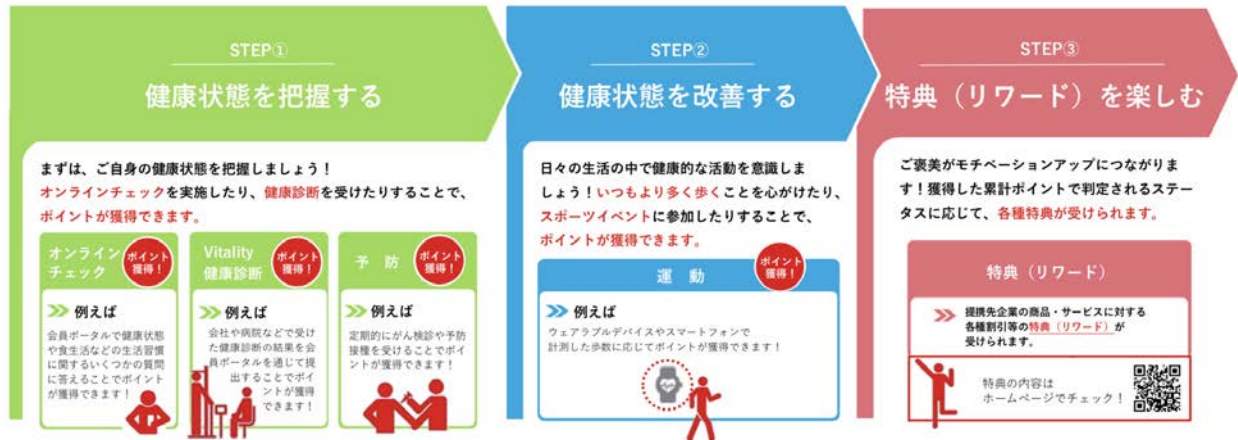 STEP①
健康状態を把握する
まずは、ご自身の健康状態を把握しましょう！
オンラインチェックを実施したり、健康診断を受けたりすることで、
ポイントが獲得できます。
オンライン
チェック
ポイント
獲得！
例えば
会員ポータルで健康状態
や食生活などの生活習慣
に関するいくつかの質問
に答えることでポイント
が獲得できます！
Vitality
健康診断
ポイント
獲得！
例えば
会社や病院などで受け
た健康診断の結果を会
員ポータルを通じて提
出することでポイ
ントが獲得
できます！
予 防
ポイント
獲得！
例えば
定期的にがん検診や予防
接種を受けることでポイ
ントが獲得できます！
STEP②
健康状態を改善する
日々の生活の中で健康的な活動を意識しま
しょう！いつもより多く歩くことを心がけたり、
スポーツイベントに参加したりすることで、
ポイントが獲得できます。
運 動
ポイント
獲得！
例えば
ウェアラブルデバイスやスマートフォンで
計測した歩数に応じてポイントが獲得できます！
STEP③
特典（リワード）を楽しむ
ご褒美がモチベーションアップにつながりま
す！獲得した累計ポイントで判定されるステー
タスに応じて、各種特典が受けられます。
特典（リワード）
提携先企業の商品・サービスに対する
各種割引等の特典（リワード）が
受けられます。
特典の内容は
ホームページでチェック！